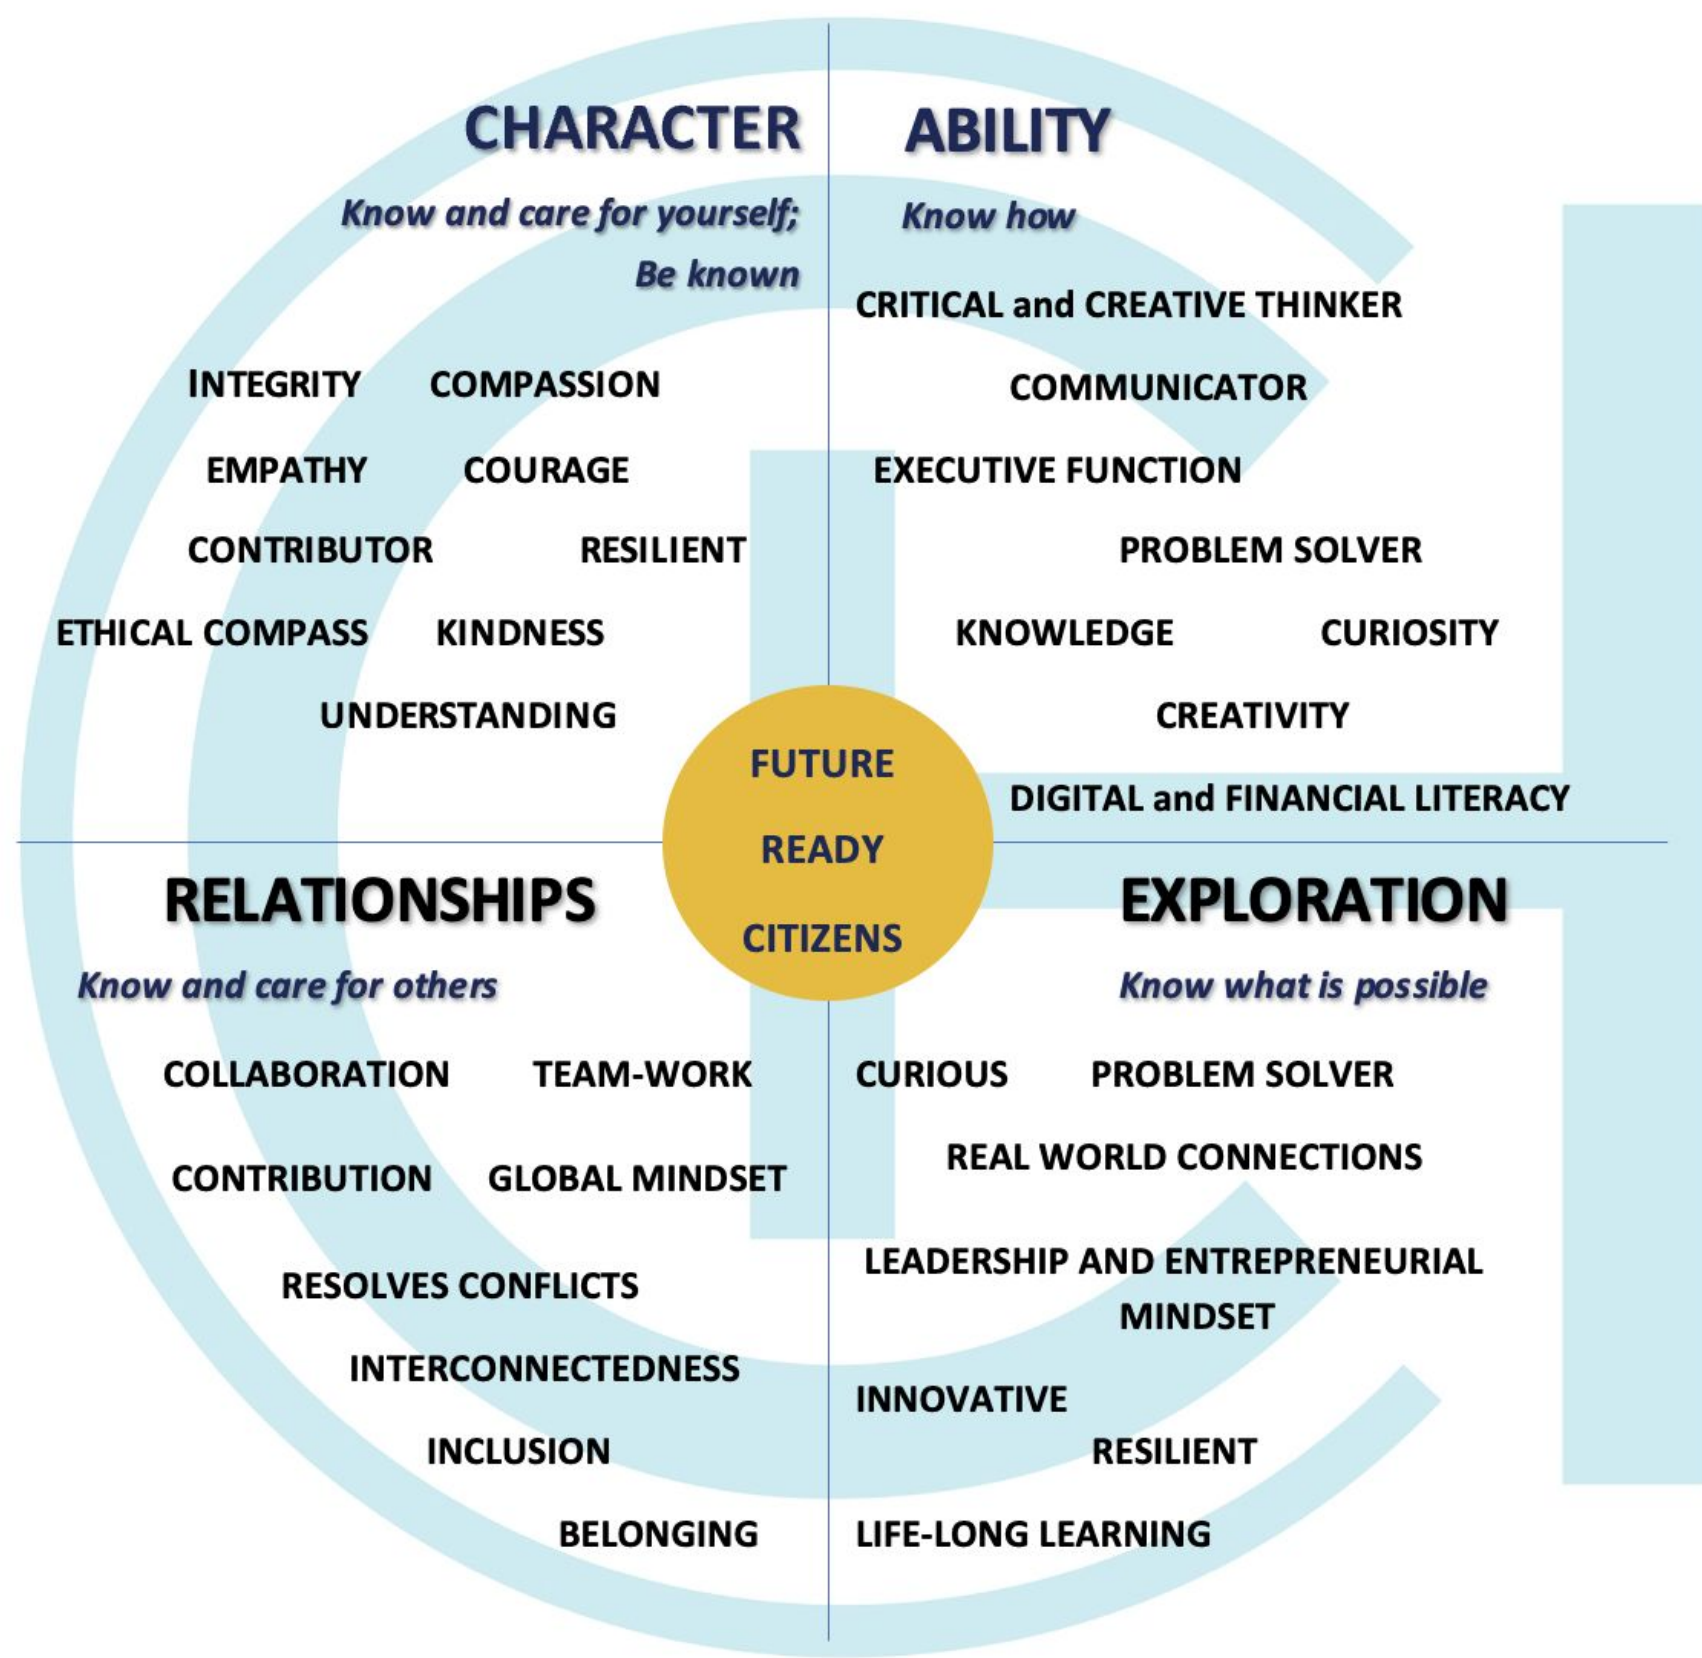 CHARACTER
Know and care for yourself;
Be known
INTEGRITY COMPASSION
EMPATHY COURAGE
CONTRIBUTOR RESILIENT
ETHICAL COMPASS KINDNESS
UNDERSTANDING
ABILITY
Know how
CRITICAL and CREATIVE THINKER
COMMUNICATOR
EXECUTIVE FUNCTION
PROBLEM SOLVER
KNOWLEDGE CURIOSITY
CREATIVITY
DIGITAL and FINANCIAL LITERACY
FUTURE
READY
CITIZENS
RELATIONSHIPS
Know and care for others
COLLABORATION TEAM-WORK
CONTRIBUTION GLOBAL MINDSET
RESOLVES CONFLICTS
INTERCONNECTEDNESS
INCLUSION
BELONGING
EXPLORATION
Know what is possible
CURIOUS PROBLEM SOLVER
REAL WORLD CONNECTIONS
LEADERSHIP AND ENTREPRENEURIAL
MINDSET
INNOVATIVE
RESILIENT
LIFE-LONG LEARNING